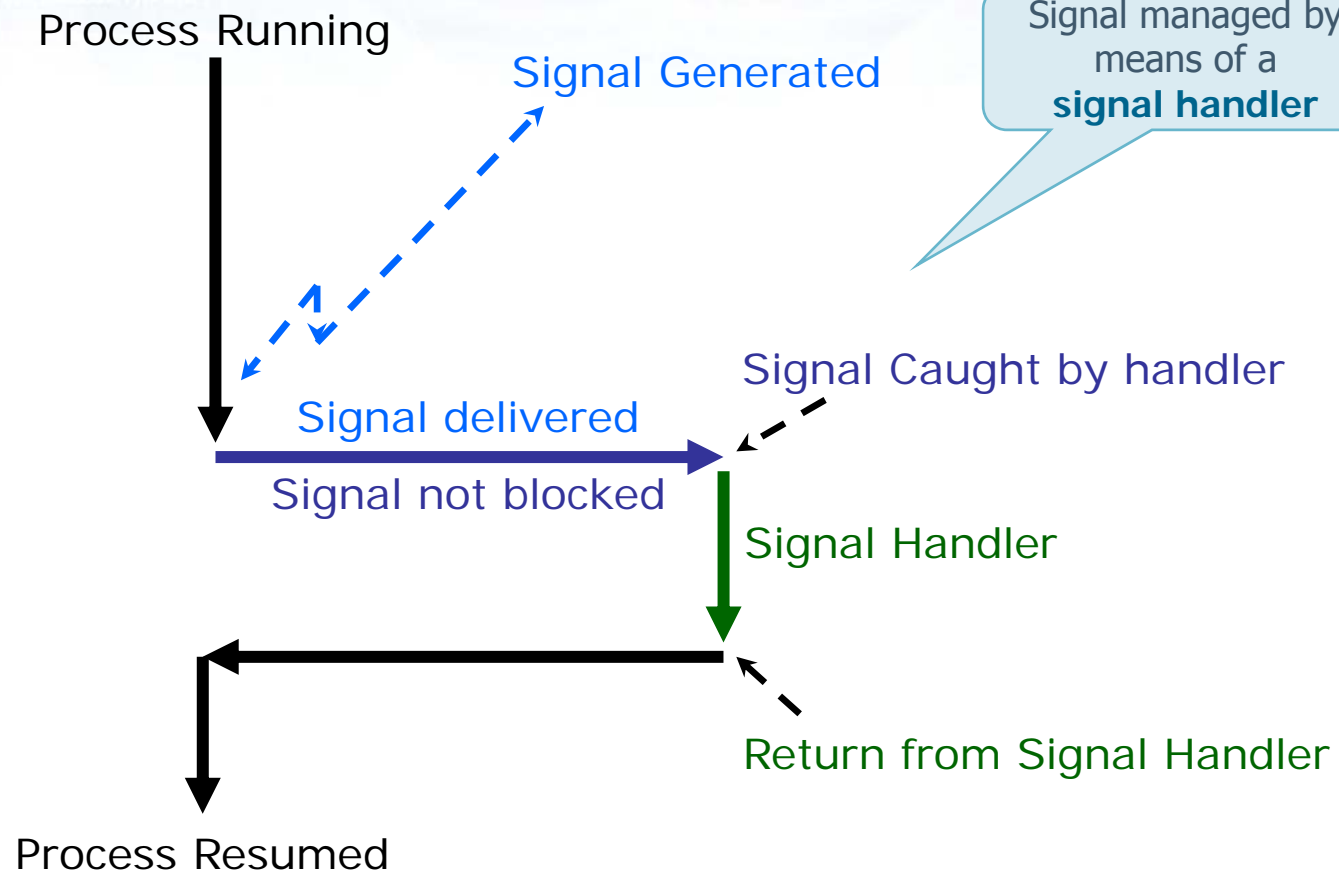 Process Running
Signal managed by
means of a
signal handler
Signal Generated
Signal Caught by handler
Signal delivered
Signal not blocked
Signal Handler
Return from Signal Handler
Process Resumed